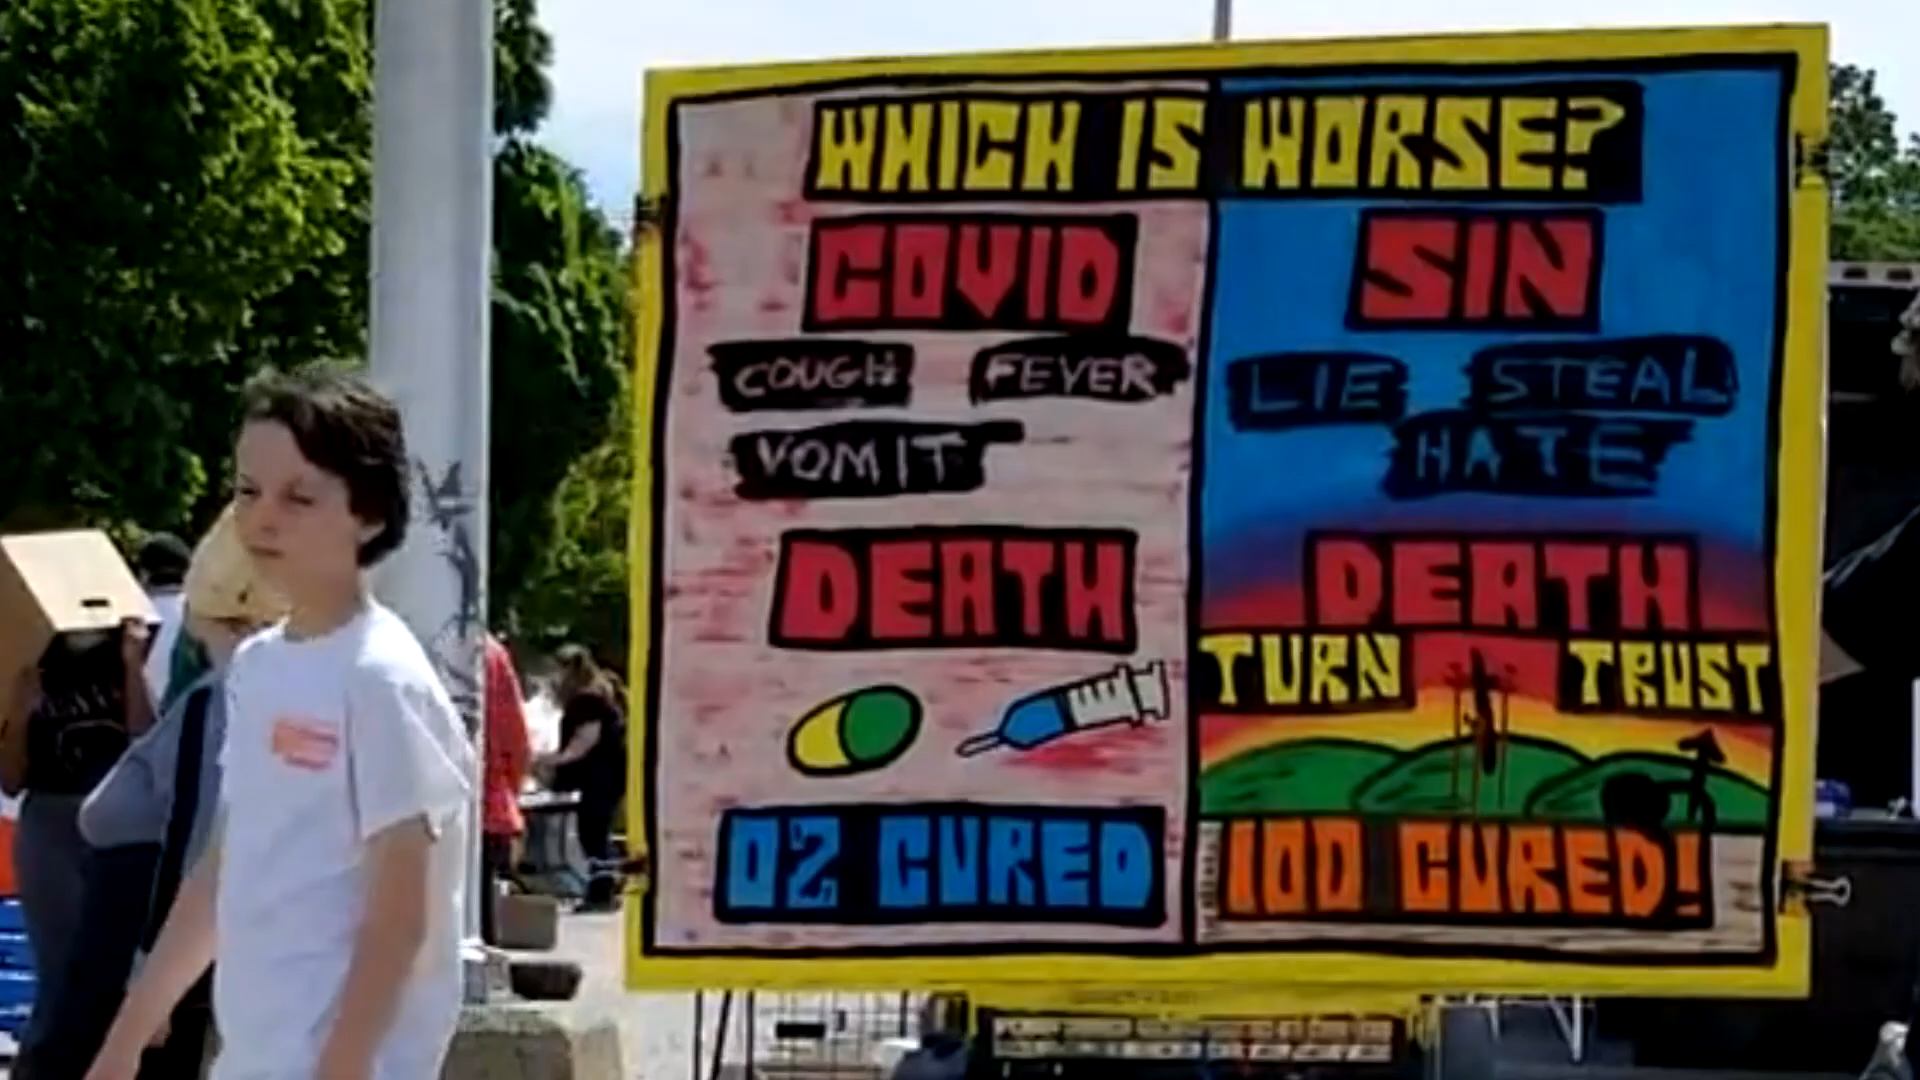 WHICH IS WORSE?
COVID
COUGH FEVER
VOMIT
DEATH
0% CURED
SIN
LIE STEAL
HATE
DEATH
TURN TRUST
100 CURED!